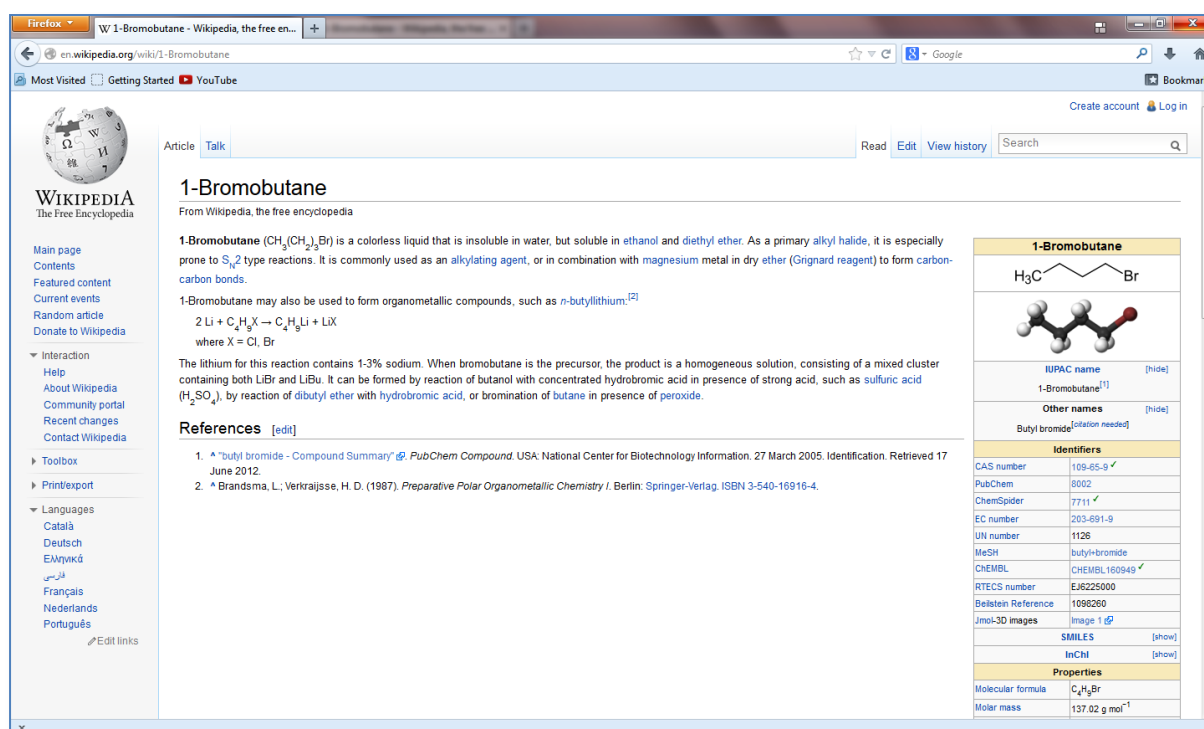 Firefox
1-Bromobutane - Wikipedia, the free en...
en.wikipedia.org/wiki/1-Bromobutane
Google
Most Visited Getting Started YouTube
Bookmar
Create account Log in
Article Talk
Read Edit View history Search
WIKIPEDIA
The Free Encyclopedia
Main page
Contents
Featured content
Current events
Random article
Donate to Wikipedia
Interaction
Help
About Wikipedia
Community portal
Recent changes
Contact Wikipedia
Toolbox
Print/export
Languages
Català
Deutsch
Ελληνικά
فارسی
Français
Nederlands
Português
Edit links
1-Bromobutane
From Wikipedia, the free encyclopedia
1-Bromobutane (CH3(CH2)3Br) is a colorless liquid that is insoluble in water, but soluble in ethanol and diethyl ether. As a primary alkyl halide, it is especially
prone to SN2 type reactions. It is commonly used as an alkylating agent, or in combination with magnesium metal in dry ether (Grignard reagent) to form carbon-
carbon bonds.
1-Bromobutane may also be used to form organometallic compounds, such as n-butyllithium:[2]
2 Li + C4H9X → C4H9Li + LiX
where X = Cl, Br
The lithium for this reaction contains 1-3% sodium. When bromobutane is the precursor, the product is a homogeneous solution, consisting of a mixed cluster
containing both LiBr and LiBu. It can be formed by reaction of butanol with concentrated hydrobromic acid in presence of strong acid, such as sulfuric acid
(H2SO4), by reaction of dibutyl ether with hydrobromic acid, or bromination of butane in presence of peroxide.
References [edit]
1. ^ "butyl bromide - Compound Summary". PubChem Compound. USA: National Center for Biotechnology Information. 27 March 2005. Identification. Retrieved 17
June 2012.
2. ^ Brandsma, L.; Verkraijsse, H. D. (1987). Preparative Polar Organometallic Chemistry I. Berlin: Springer-Verlag. ISBN 3-540-16916-4.
1-Bromobutane
H3C Br
IUPAC name [hide]
1-Bromobutane[1]
Other names [hide]
Butyl bromide[citation needed]
Identifiers
CAS number 109-65-9 ✓
PubChem 8002
ChemSpider 7711 ✓
EC number 203-691-9
UN number 1126
MeSH butyl+bromide
ChEMBL CHEMBL160949 ✓
RTECS number EJ6225000
Beilstein Reference 1098260
Jmol-3D images Image 1
SMILES [show]
InChI [show]
Properties
Molecular formula C4H9Br
Molar mass 137.02 g mol−1